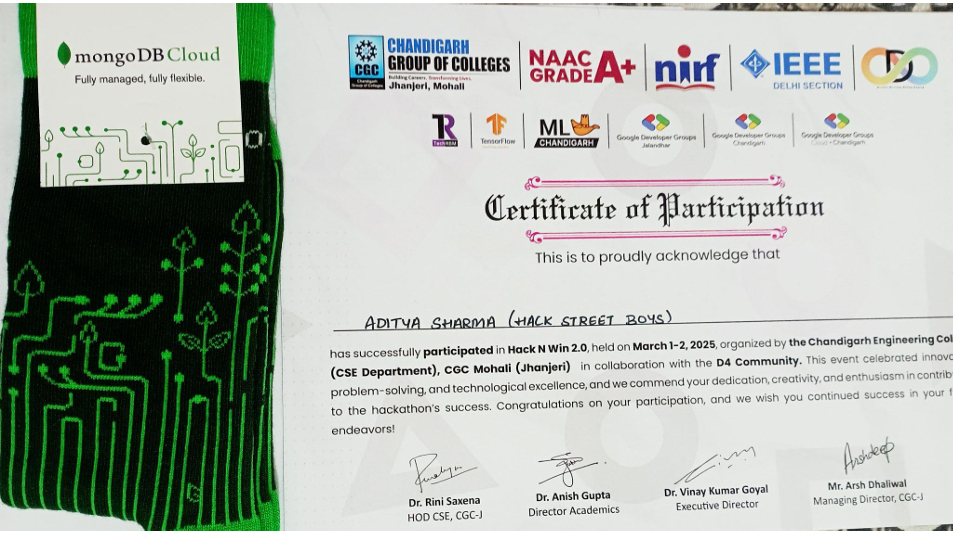 mongoDB Cloud
Fully managed, fully flexible.
CGC
Chandigarh
Group of Colleges
CHANDIGARH
GROUP OF COLLEGES
Building Careers, Transforming Lives.
Jhanjeri, Mohali
NAAC
GRADE A+
nirf
IEEE
DELHI SECTION
TR
TensorFlow
ML
CHANDIGARH
Google Developer Groups
Jalandhar
Google Developer Groups
Chandigarh
Google Developer Groups
Cloud • Chandigarh
Certificate of Participation
This is to proudly acknowledge that
ADITYA SHARMA (HACK STREET BOYS)
has successfully participated in Hack N Win 2.0, held on March 1-2, 2025, organized by the Chandigarh Engineering Col
(CSE Department), CGC Mohali (Jhanjeri) in collaboration with the D4 Community. This event celebrated innova
problem-solving, and technological excellence, and we commend your dedication, creativity, and enthusiasm in contrib
to the hackathon's success. Congratulations on your participation, and we wish you continued success in your f
endeavors!
Arshdeep
Dr. Rini Saxena
HOD CSE, CGC-J
Dr. Anish Gupta
Director Academics
Dr. Vinay Kumar Goyal
Executive Director
Mr. Arsh Dhaliwal
Managing Director, CGC-J